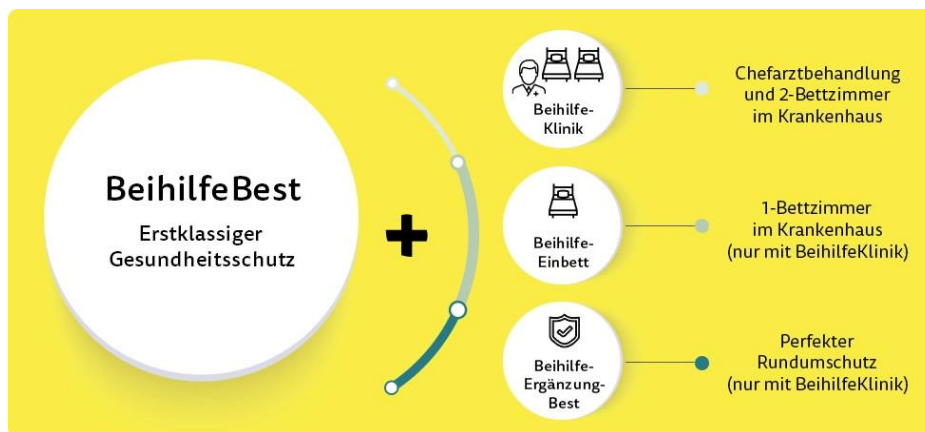 BeihilfeBest
Erstklassiger
Gesundheitsschutz
Beihilfe-
Klinik
Chefarztbehandlung
und 2-Bettzimmer
im Krankenhaus
Beihilfe-
Einbett
1-Bettzimmer
im Krankenhaus
(nur mit BeihilfeKlinik)
Beihilfe-
Ergänzung-
Best
Perfekter
Rundumschutz
(nur mit BeihilfeKlinik)